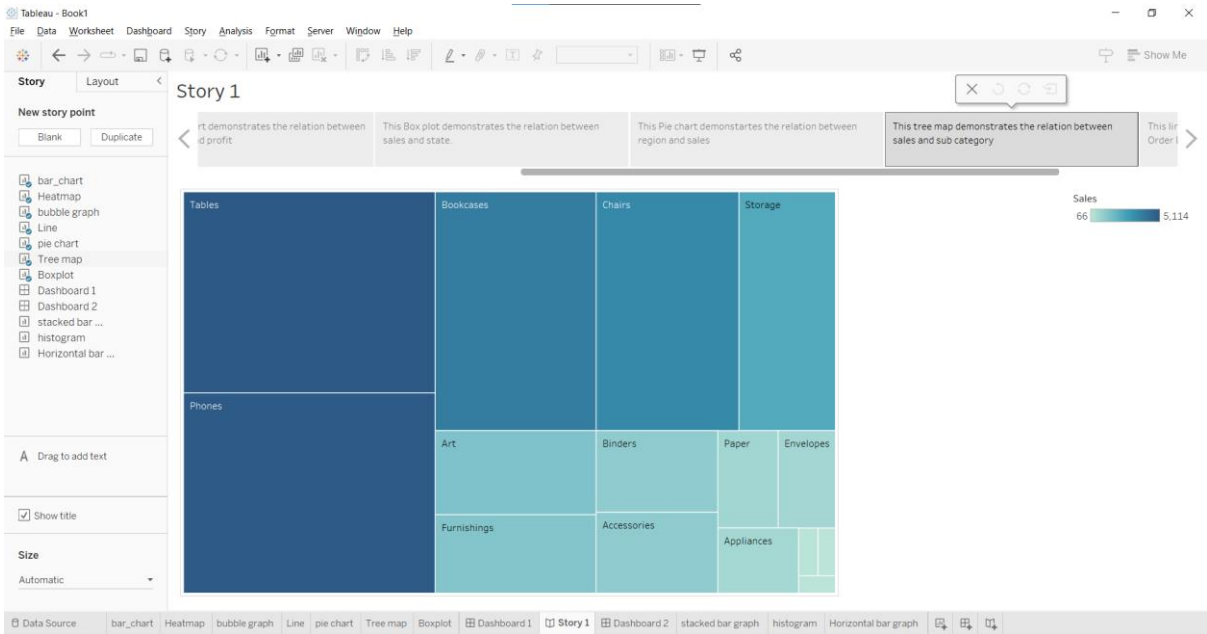 Tableau - Book1
File Data Worksheet Dashboard Story Analysis Format Server Window Help
Show Me
Story Layout
New story point
Blank Duplicate
bar_chart
Heatmap
bubble graph
Line
pie chart
Tree map
Boxplot
Dashboard 1
Dashboard 2
stacked bar ...
histogram
Horizontal bar ...
A Drag to add text
Show title
Size
Automatic
Story 1
rt demonstrates the relation between
d profit
This Box plot demonstrates the relation between
sales and state.
This Pie chart demonstartes the relation between
region and sales
This tree map demonstrates the relation between
sales and sub category
This lir
Order
Tables
Bookcases
Chairs
Storage
Phones
Art
Binders
Paper
Envelopes
Furnishings
Accessories
Appliances
Sales
66 5,114
Data Source bar_chart Heatmap bubble graph Line pie chart Tree map Boxplot Dashboard 1 Story 1 Dashboard 2 stacked bar graph histogram Horizontal bar graph